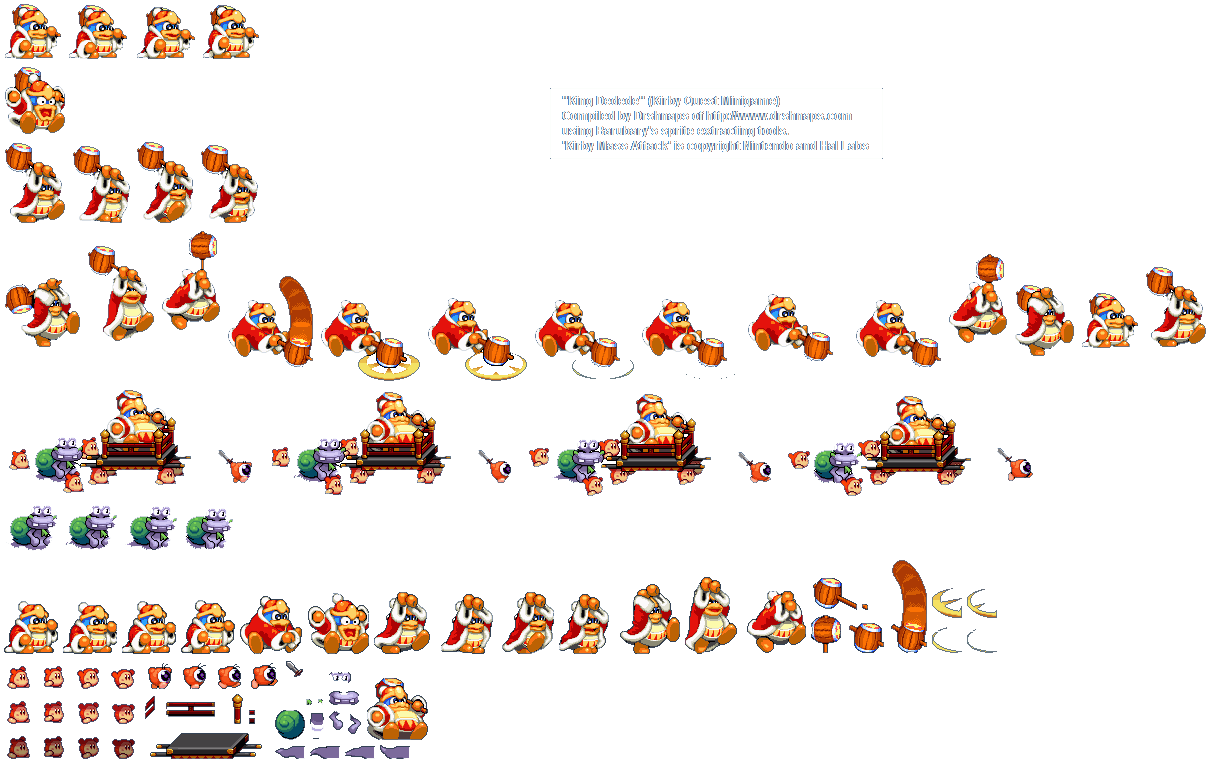 "King Dedede" (Kirby Quest Minigame)
Compiled by Drshnaps of http://www.drshnaps.com
using Barubary's sprite extracting tools.
'Kirby Mass Attack' is copyright Nintendo and Hal Labs